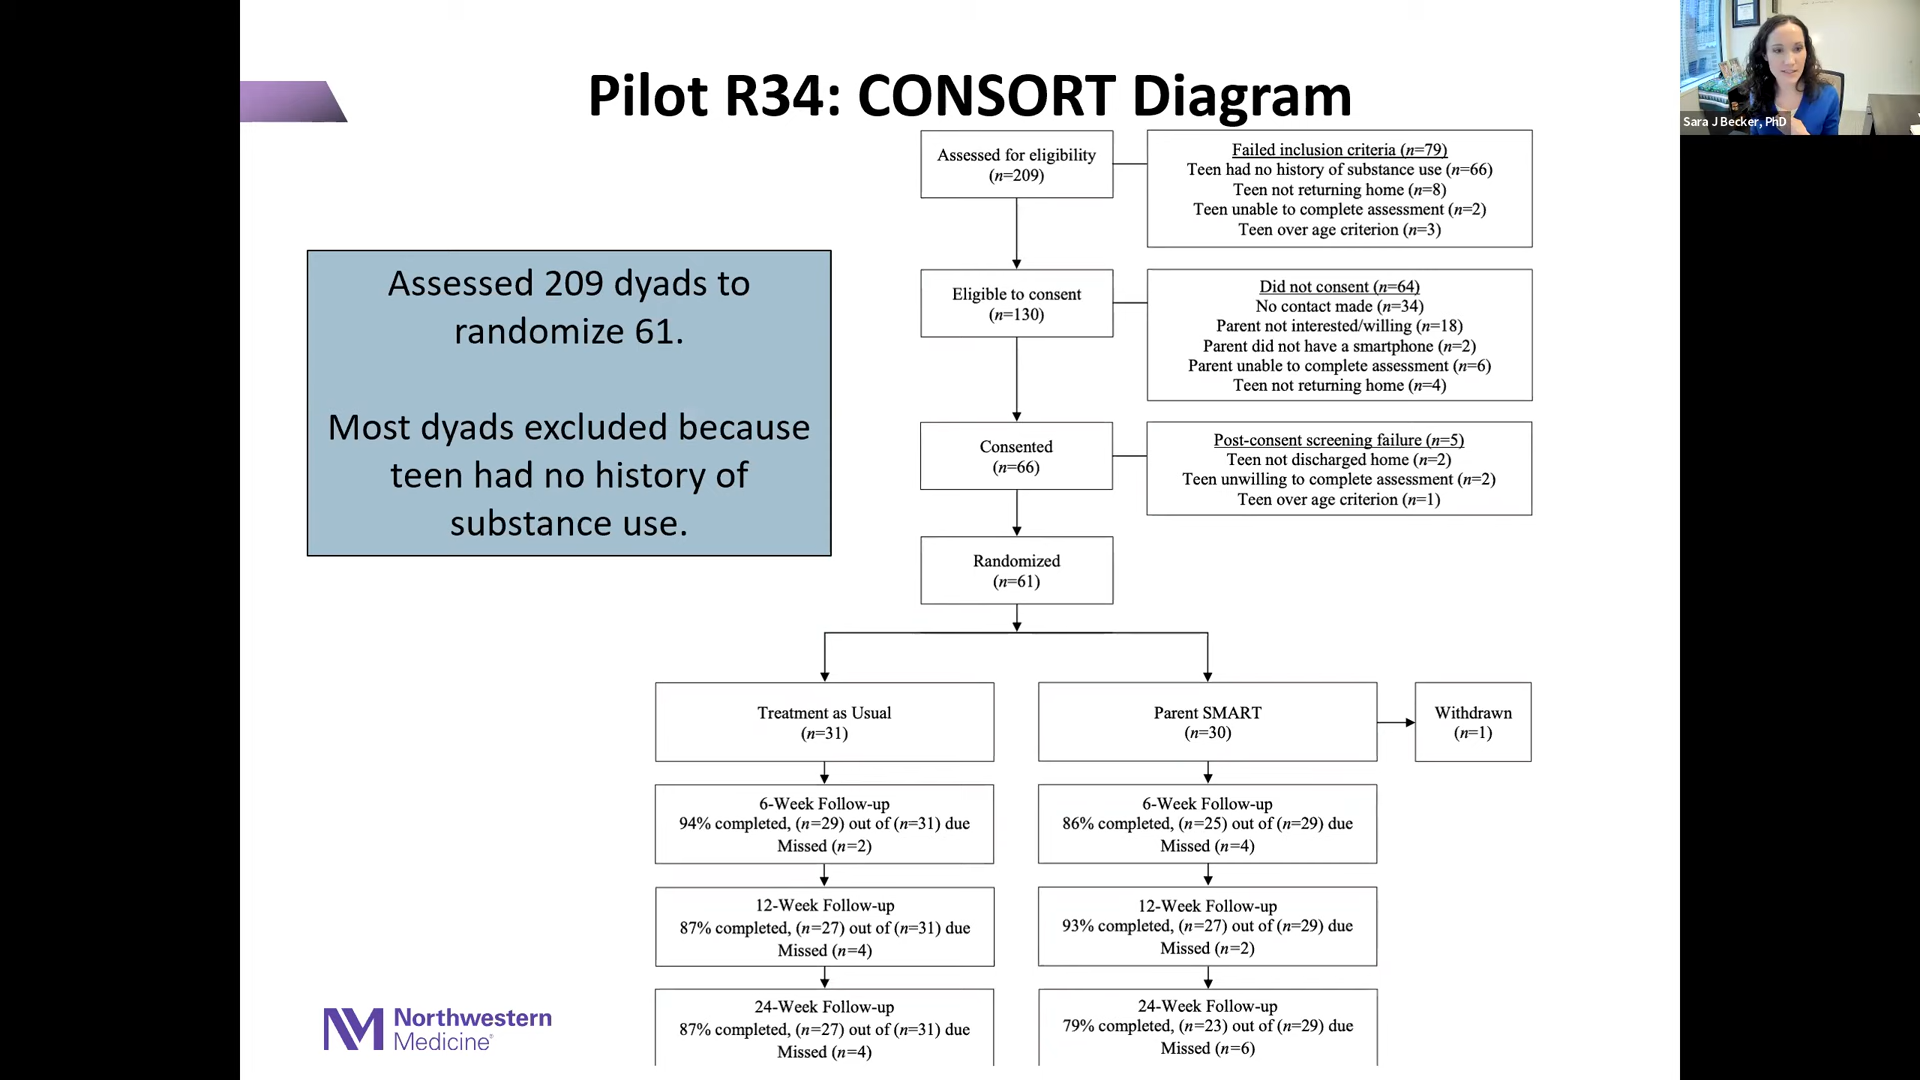 Pilot R34: CONSORT Diagram
Sara J Becker, PhD
Assessed 209 dyads to
randomize 61.
Most dyads excluded because
teen had no history of
substance use.
Assessed for eligibility
(n=209)
Failed inclusion criteria (n=79)
Teen had no history of substance use (n=66)
Teen not returning home (n=8)
Teen unable to complete assessment (n=2)
Teen over age criterion (n=3)
Eligible to consent
(n=130)
Did not consent (n=64)
No contact made (n=34)
Parent not interested/willing (n=18)
Parent did not have a smartphone (n=2)
Parent unable to complete assessment (n=6)
Teen not returning home (n=4)
Consented
(n=66)
Post-consent screening failure (n=5)
Teen not discharged home (n=2)
Teen unwilling to complete assessment (n=2)
Teen over age criterion (n=1)
Randomized
(n=61)
Treatment as Usual
(n=31)
Parent SMART
(n=30)
Withdrawn
(n=1)
6-Week Follow-up
94% completed, (n=29) out of (n=31) due
Missed (n=2)
6-Week Follow-up
86% completed, (n=25) out of (n=29) due
Missed (n=4)
12-Week Follow-up
87% completed, (n=27) out of (n=31) due
Missed (n=4)
12-Week Follow-up
93% completed, (n=27) out of (n=29) due
Missed (n=2)
24-Week Follow-up
87% completed, (n=27) out of (n=31) due
Missed (n=4)
24-Week Follow-up
79% completed, (n=23) out of (n=29) due
Missed (n=6)
NM Northwestern
Medicine